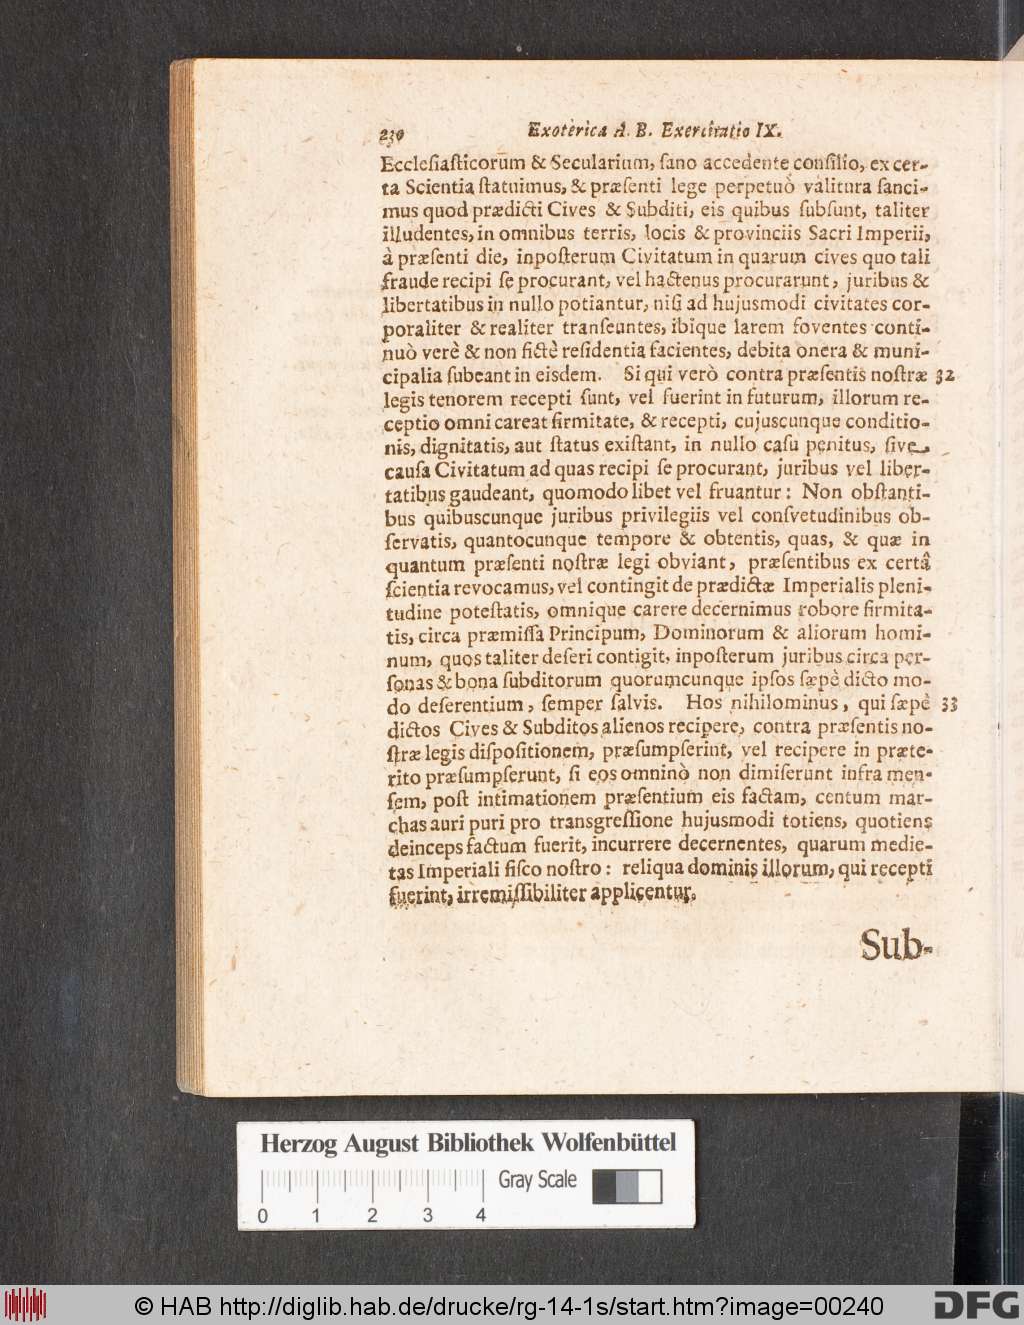 230 Exoterica A. B. Exercitatio IX.
Ecclesiasticorum & Secularium, sano accedente consilio, ex cer-
ta Scientia statuimus, & præsenti lege perpetuò valitura sanci-
mus quod prædicti Cives & Subditi, eis quibus subsunt, taliter
illudentes, in omnibus terris, locis & provinciis Sacri Imperii,
à præsenti die, inposterum Civitatum in quarum cives quo tali
fraude recipi se procurant, vel hactenus procurarunt, juribus &
libertatibus in nullo potiantur, nisi ad hujusmodi civitates cor-
poraliter & realiter transeuntes, ibique larem foventes conti-
nuò verè & non fictè residentia facientes, debita onera & muni-
cipalia subeant in eisdem. Si qui verò contra præsentis nostræ 32
legis tenorem recepti sunt, vel fuerint in futurum, illorum re-
ceptio omni careat firmitate, & recepti, cujuscunque conditio-
nis, dignitatis, aut status existant, in nullo casu penitus, sive
causa Civitatum ad quas recipi se procurant, juribus vel liber-
tatibus gaudeant, quomodo libet vel fruantur: Non obstanti-
bus quibuscunque juribus privilegiis vel consvetudinibus ob-
servatis, quantocunque tempore & obtentis, quas, & quæ in
quantum præsenti nostræ legi obviant, præsentibus ex certâ
scientia revocamus, vel contingit de prædictæ Imperialis pleni-
tudine potestatis, omnique carere decernimus robore firmita-
tis, circa præmissa Principum, Dominorum & aliorum homi-
num, quos taliter deseri contigit, inposterum juribus circa per-
sonas & bona subditorum quorumcunque ipsos sæpè dicto mo-
do deserentium, semper salvis. Hos nihilominus, qui sæpè 33
dictos Cives & Subditos alienos recipere, contra præsentis no-
stræ legis dispositionem, præsumpserint, vel recipere in præte-
rito præsumpserunt, si eos omninò non dimiserunt infra men-
sem, post intimationem præsentium eis factam, centum mar-
chas auri puri pro transgressione hujusmodi totiens, quotiens
deinceps factum fuerit, incurrere decernentes, quarum medie-
tas Imperiali fisco nostro: reliqua dominis illorum, qui recepti
fuerint, irremissibiliter applicentur.
Sub-
Herzog August Bibliothek Wolfenbüttel
Gray Scale
0 1 2 3 4
© HAB http://diglib.hab.de/drucke/rg-14-1s/start.htm?image=00240
DFG